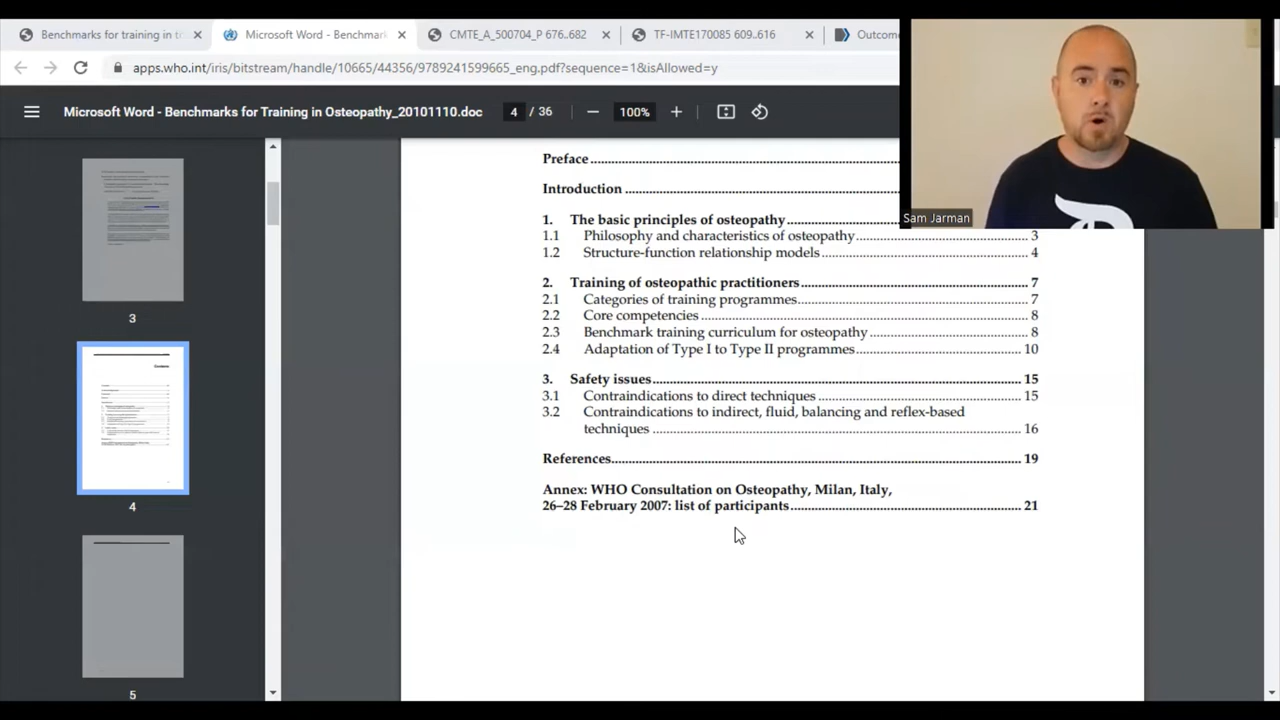 Benchmarks for training in t
Microsoft Word - Benchmark
CMTE_A_500704_P 676..682
TF-IMTE170085 609..616
Outcome
apps.who.int/iris/bitstream/handle/10665/44356/9789241599665_eng.pdf?sequence=1&isAllowed=y
Microsoft Word - Benchmarks for Training in Osteopathy_20101110.doc
4 / 36
100%
Preface
Introduction
1. The basic principles of osteopathy
1.1 Philosophy and characteristics of osteopathy 3
1.2 Structure-function relationship models 4
2. Training of osteopathic practitioners 7
2.1 Categories of training programmes 7
2.2 Core competencies 8
2.3 Benchmark training curriculum for osteopathy 8
2.4 Adaptation of Type I to Type II programmes 10
3. Safety issues 15
3.1 Contraindications to direct techniques 15
3.2 Contraindications to indirect, fluid, balancing and reflex-based
techniques 16
References 19
Annex: WHO Consultation on Osteopathy, Milan, Italy,
26–28 February 2007: list of participants 21
3
4
5
Sam Jarman